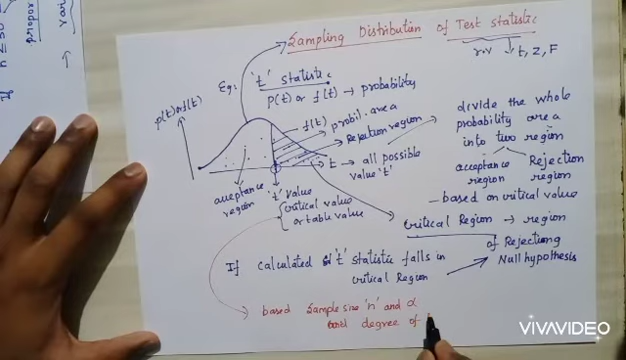 Sampling Distribution of Test statistic
r.v → t, Z, F
Eg: 't' statistic
p(t) or f(t) → probability
p(t) or f(t)
f(t)
probil. area
Rejection region
t → all possible
value 't'
acceptance
region
't' value
critical value
or table value
divide the whole
probability area
into two region
acceptance
region
Rejection
region
– based on critical value
critical Region → region
of Rejecting
Null hypothesis
If calculated 't' statistic falls in
critical Region
based sample size 'n' and α
and degree of
VIVAVIDEO